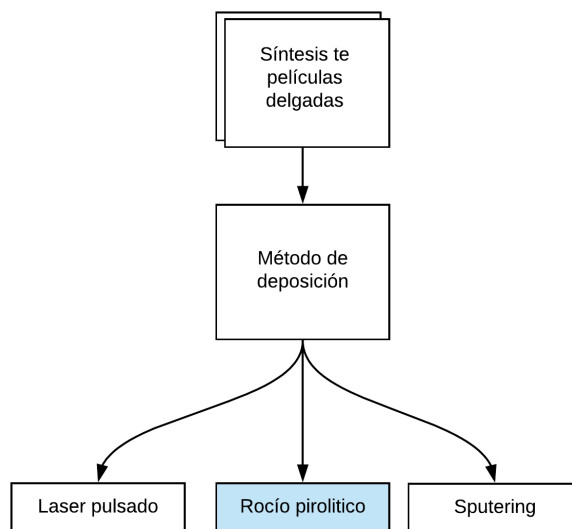 Síntesis te
películas
delgadas
Método de
deposición
Laser pulsado
Rocío pirolitico
Sputering